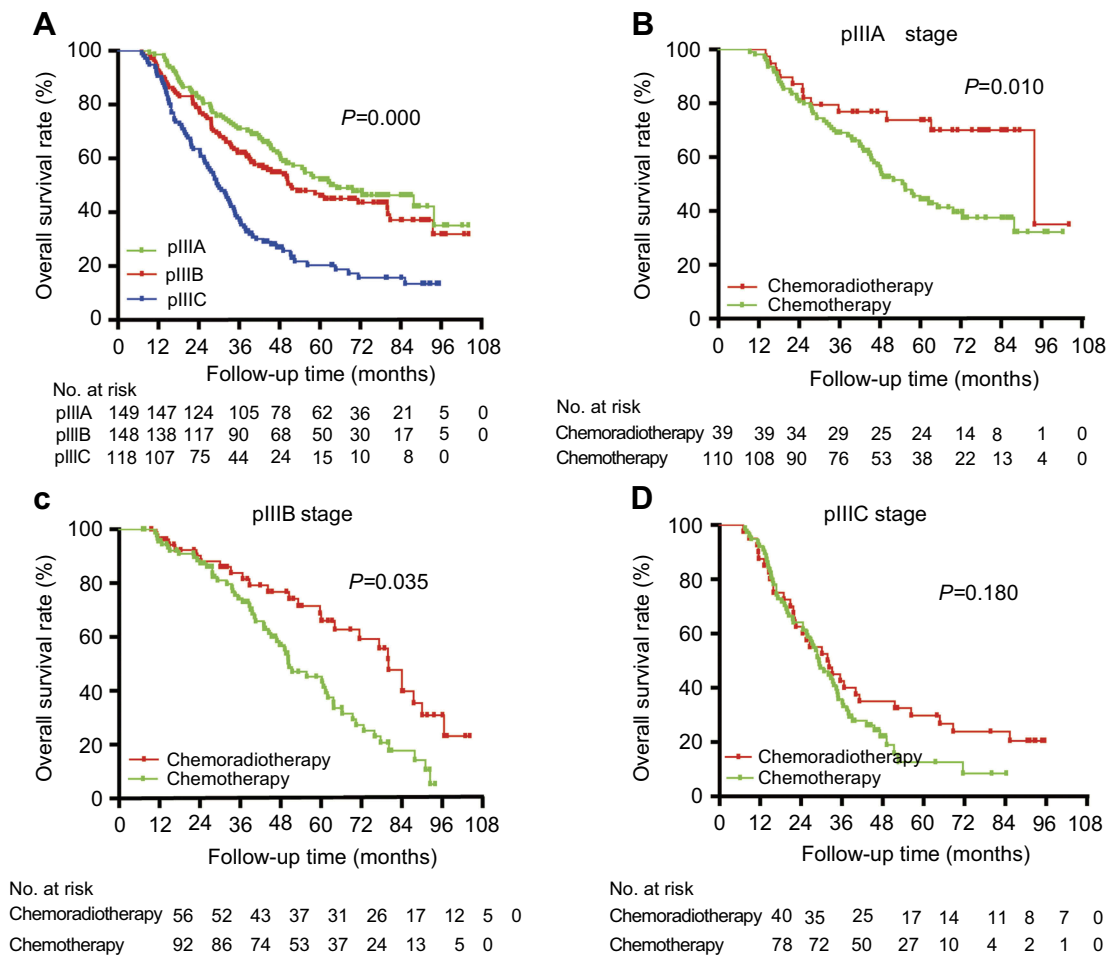 A
100
80
60
40
20
0
Overall survival rate (%)
P=0.000
pIIIA
pIIIB
pIIIC
0 12 24 36 48 60 72 84 96 108
Follow-up time (months)
No. at risk
pIIIA 149 147 124 105 78 62 36 21 5 0
pIIIB 148 138 117 90 68 50 30 17 5 0
pIIIC 118 107 75 44 24 15 10 8 0
B
pIIIA stage
100
80
60
40
20
0
Overall survival rate (%)
P=0.010
Chemoradiotherapy
Chemotherapy
0 12 24 36 48 60 72 84 96 108
Follow-up time (months)
No. at risk
Chemoradiotherapy 39 39 34 29 25 24 14 8 1 0
Chemotherapy 110 108 90 76 53 38 22 13 4 0
c
pIIIB stage
100
80
60
40
20
0
Overall survival rate (%)
P=0.035
Chemoradiotherapy
Chemotherapy
0 12 24 36 48 60 72 84 96 108
Follow-up time (months)
No. at risk
Chemoradiotherapy 56 52 43 37 31 26 17 12 5 0
Chemotherapy 92 86 74 53 37 24 13 5 0
D
pIIIC stage
100
80
60
40
20
0
Overall survival rate (%)
P=0.180
Chemoradiotherapy
Chemotherapy
0 12 24 36 48 60 72 84 96 108
Follow-up time (months)
No. at risk
Chemoradiotherapy 40 35 25 17 14 11 8 7 0
Chemotherapy 78 72 50 27 10 4 2 1 0